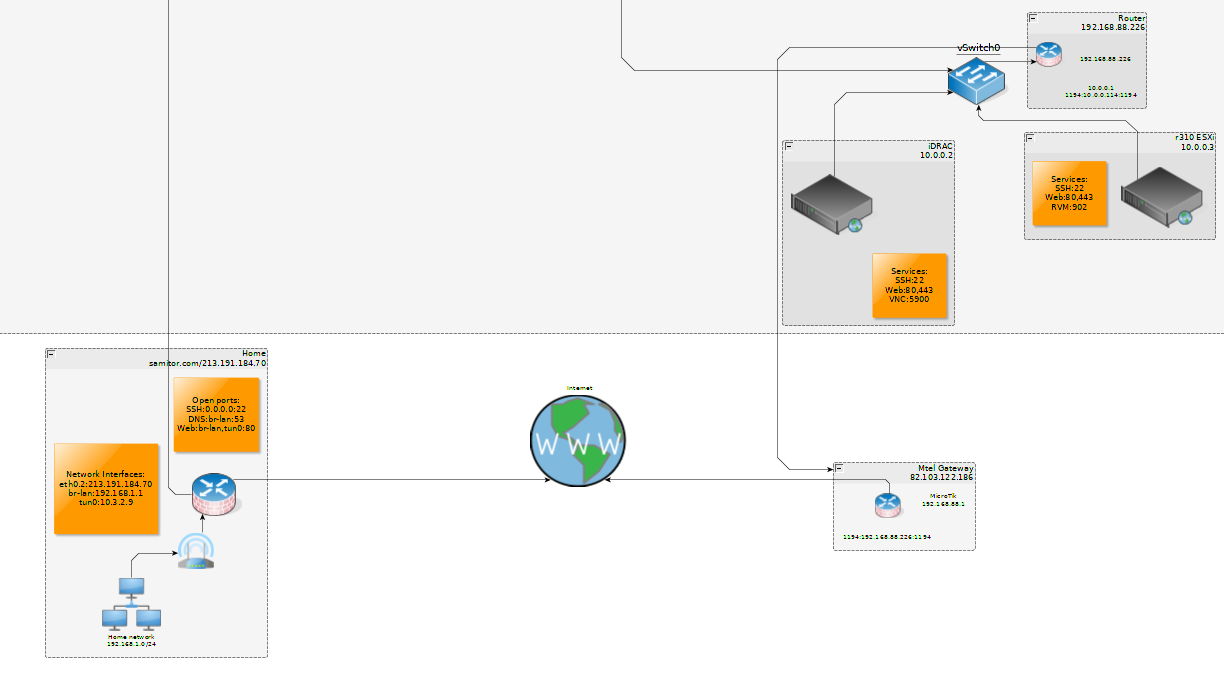 Router
192.168.88.226
192.168.88.226
10.0.0.1
1194:10.0.0.114:1194
vSwitch0
r310 ESXi
10.0.0.3
Services:
SSH:22
Web:80,443
RVM:902
iDRAC
10.0.0.2
Services:
SSH:22
Web:80,443
VNC:5900
Home
samitor.com/213.191.184.70
Open ports:
SSH:0.0.0.0:22
DNS:br-lan:53
Web:br-lan,tun0:80
Network Interfaces:
eth0.2:213.191.184.70
br-lan:192.168.1.1
tun0:10.3.2.9
Home network
192.168.1.0/24
Internet
WWW
Mtel Gateway
82.103.122.186
MicroTik
192.168.88.1
1194:192.168.88.226:1194